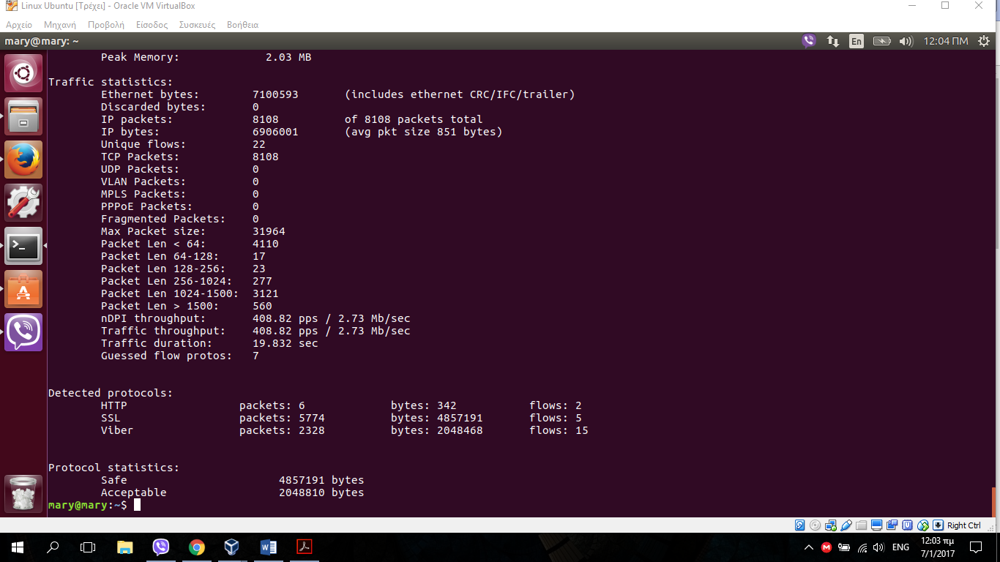 Linux Ubuntu [Τρέχει] - Oracle VM VirtualBox
Αρχείο Μηχανή Προβολή Είσοδος Συσκευές Βοήθεια
mary@mary: ~ En 12:04 ΠΜ
Peak Memory: 2.03 MB
Traffic statistics:
Ethernet bytes: 7100593 (includes ethernet CRC/IFC/trailer)
Discarded bytes: 0
IP packets: 8108 of 8108 packets total
IP bytes: 6906001 (avg pkt size 851 bytes)
Unique flows: 22
TCP Packets: 8108
UDP Packets: 0
VLAN Packets: 0
MPLS Packets: 0
PPPoE Packets: 0
Fragmented Packets: 0
Max Packet size: 31964
Packet Len < 64: 4110
Packet Len 64-128: 17
Packet Len 128-256: 23
Packet Len 256-1024: 277
Packet Len 1024-1500: 3121
Packet Len > 1500: 560
nDPI throughput: 408.82 pps / 2.73 Mb/sec
Traffic throughput: 408.82 pps / 2.73 Mb/sec
Traffic duration: 19.832 sec
Guessed flow protos: 7
Detected protocols:
HTTP packets: 6 bytes: 342 flows: 2
SSL packets: 5774 bytes: 4857191 flows: 5
Viber packets: 2328 bytes: 2048468 flows: 15
Protocol statistics:
Safe 4857191 bytes
Acceptable 2048810 bytes
mary@mary:~$
Right Ctrl
ENG 12:03 πμ
7/1/2017